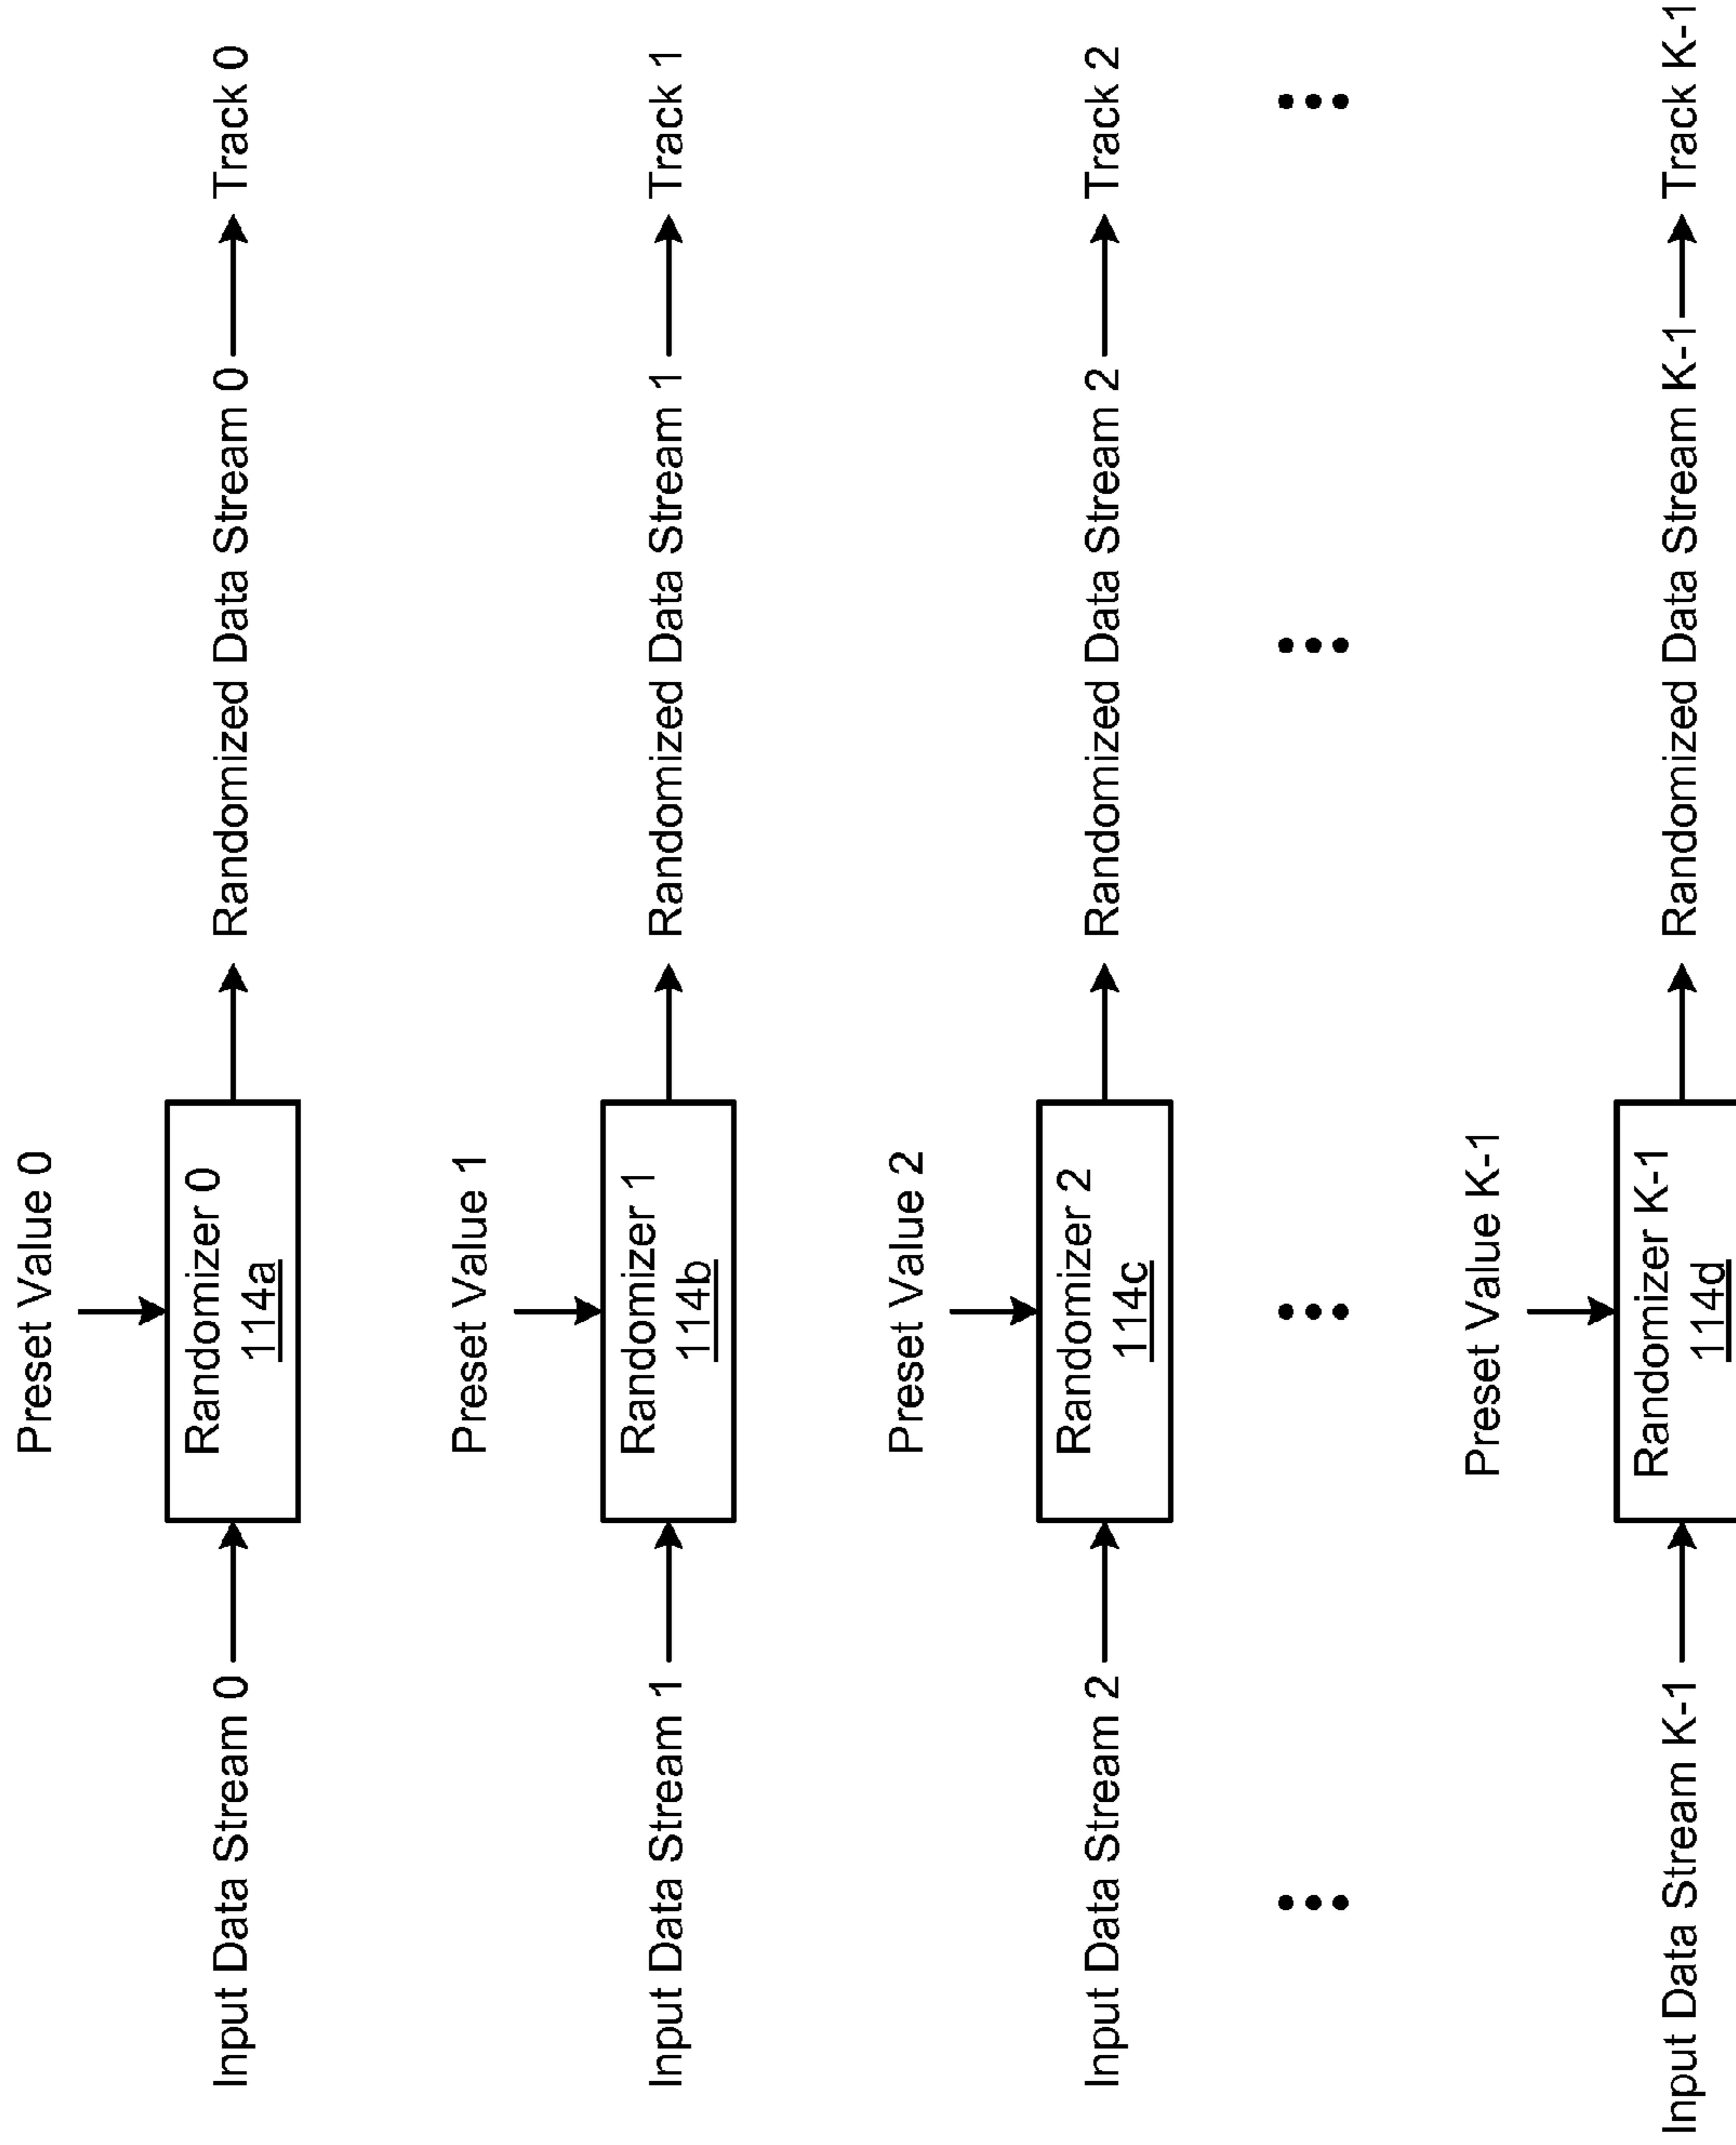 Preset Value 0
Input Data Stream 0
Randomizer 0
114a
Randomized Data Stream 0
Track 0
Preset Value 1
Input Data Stream 1
Randomizer 1
114b
Randomized Data Stream 1
Track 1
Preset Value 2
Input Data Stream 2
Randomizer 2
114c
Randomized Data Stream 2
Track 2
Preset Value K-1
Input Data Stream K-1
Randomizer K-1
114d
Randomized Data Stream K-1
Track K-1